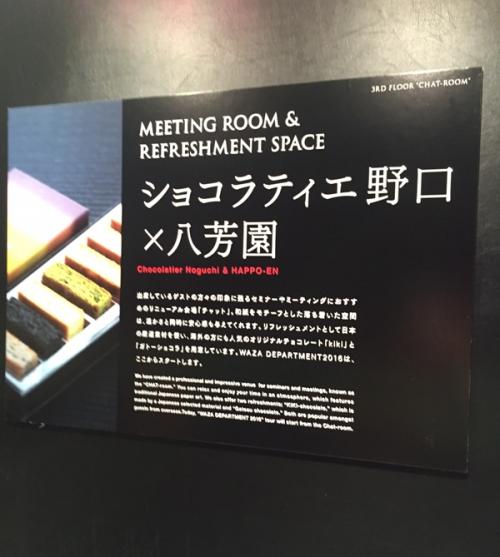 3RD FLOOR "CHAT-ROOM"
MEETING ROOM &
REFRESHMENT SPACE
ショコラティエ 野口
×八芳園
Chocolatier Noguchi & HAPPO-EN
出席しているゲストの方々の印象に残るセミナーやミーティングにおすす
めのリニューアル会場「チャット」。和紙をモチーフとした落ち着いた空間
は、温かさと同時に安心感も与えてくれます。リフレッシュメントとして日本
の厳選素材を使い、海外の方にも人気のオリジナルチョコレート「kiki」と
「ガトーショコラ」を用意しています。WAZA DEPARTMENT2016は、
ここからスタートします。
We have created a professional and impressive venue for seminars and meetings, known as
the "CHAT-room." You can relax and enjoy your time in an atmosphere, which features
traditional Japanese paper art. We also offer two refreshments; "KIKI-chocolate," which is
made by a Japanese selected material and "Gateau chocolate." Both are popular amongst
guests from overseas.Today, "WAZA DEPARTMENT 2016" tour will start from the Chat-room.